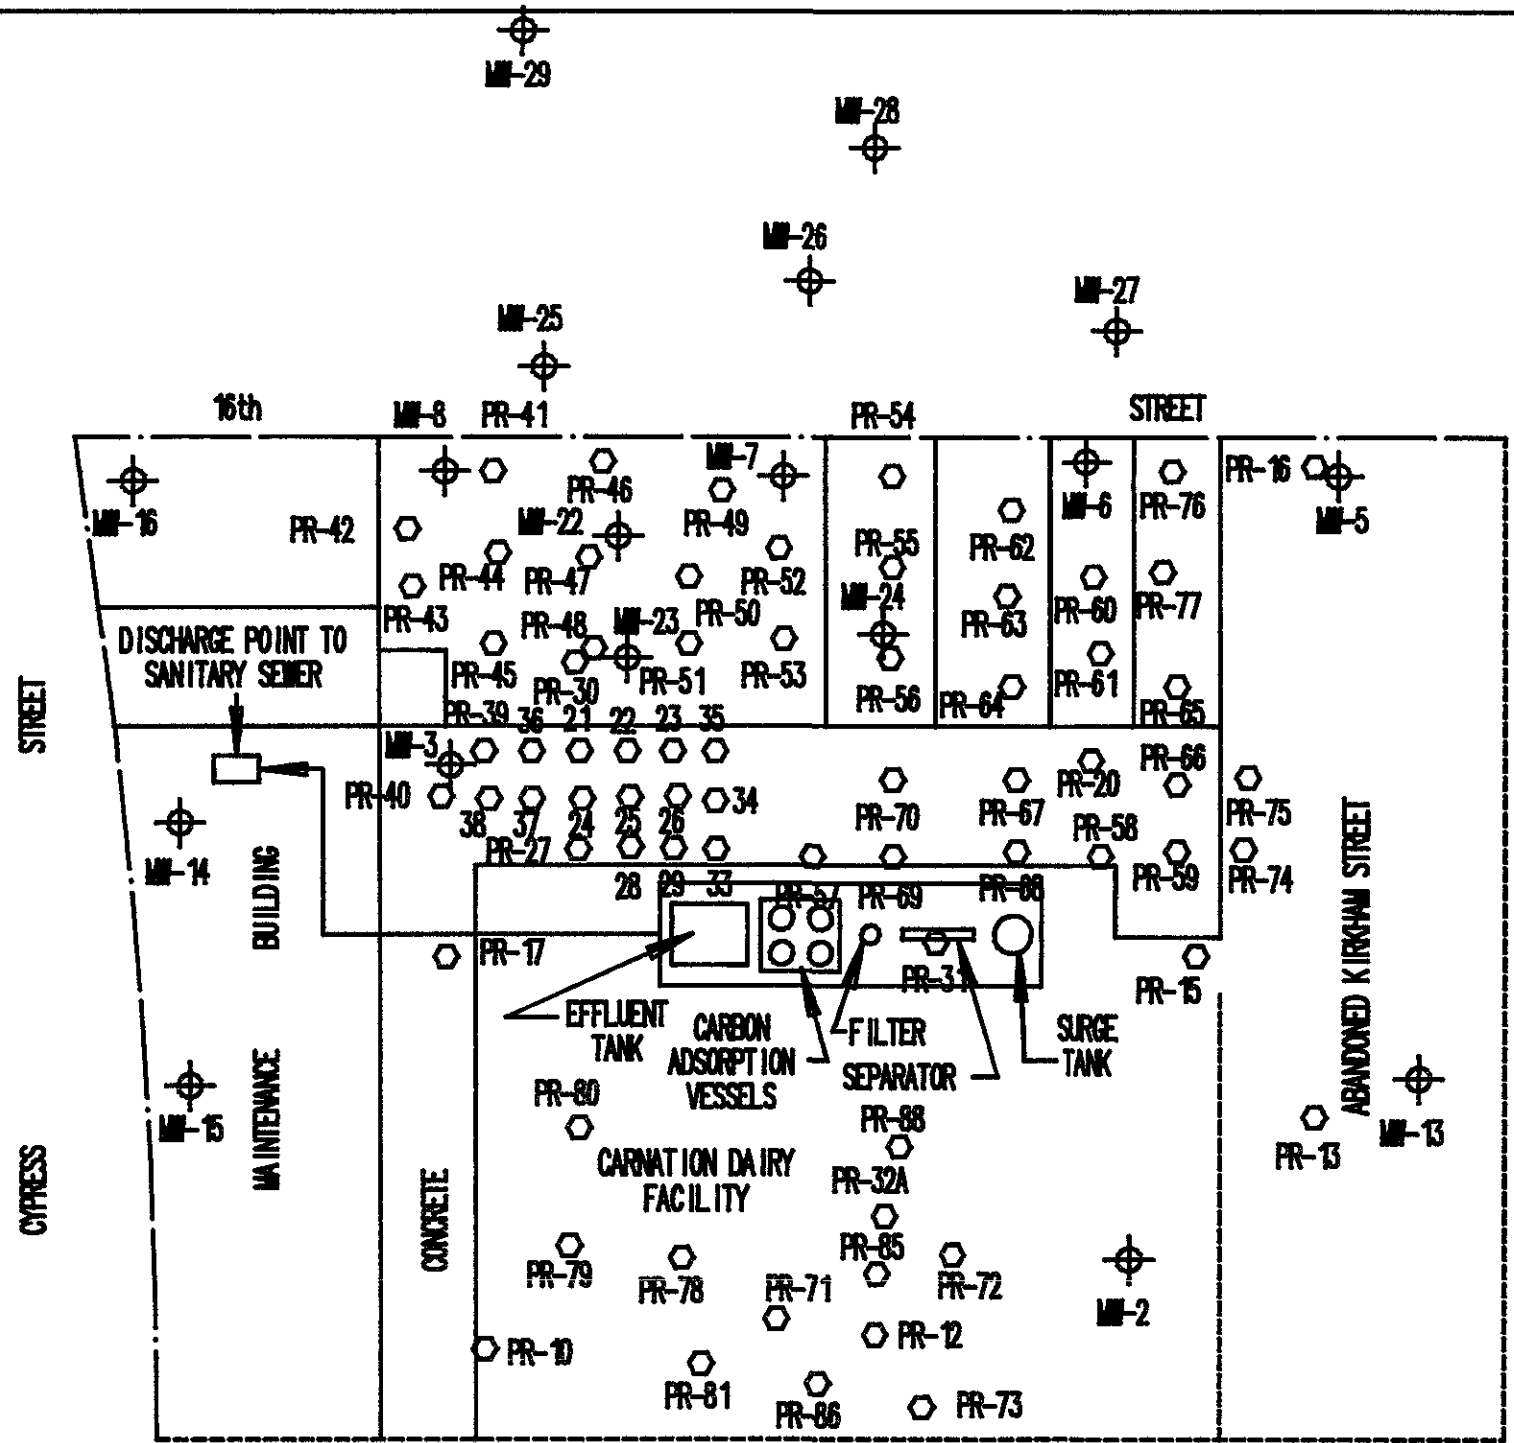 MW-29
MW-28
MW-26
MW-27
MW-25
16th
MW-8
PR-41
PR-54
STREET
MW-7
PR-16
PR-46
MW-16
PR-42
MW-22
PR-49
MW-6
PR-76
MW-5
PR-55
PR-62
PR-44
PR-47
PR-52
MW-24
PR-60
PR-77
PR-43
PR-48
MW-23
PR-50
PR-63
DISCHARGE POINT TO
SANITARY SEWER
PR-45
PR-30
PR-51
PR-53
PR-56
PR-64
PR-61
PR-65
PR-39
36
21
22
23
35
STREET
MW-3
PR-66
PR-20
PR-40
38
37
24
25
26
34
PR-70
PR-67
PR-58
PR-75
PR-27
28
29
33
PR-57
PR-69
PR-68
PR-59
PR-74
MW-14
BUILDING
PR-17
PR-31
PR-15
ABANDONED KIRKHAM STREET
EFFLUENT
TANK
CARBON
ADSORPTION
VESSELS
FILTER
SEPARATOR
SURGE
TANK
MAINTENANCE
MW-15
PR-80
PR-88
PR-13
MW-13
CYPRESS
CONCRETE
CARNATION DAIRY
FACILITY
PR-32A
PR-85
PR-79
PR-78
PR-71
PR-72
MW-2
PR-10
PR-12
PR-81
PR-86
PR-73